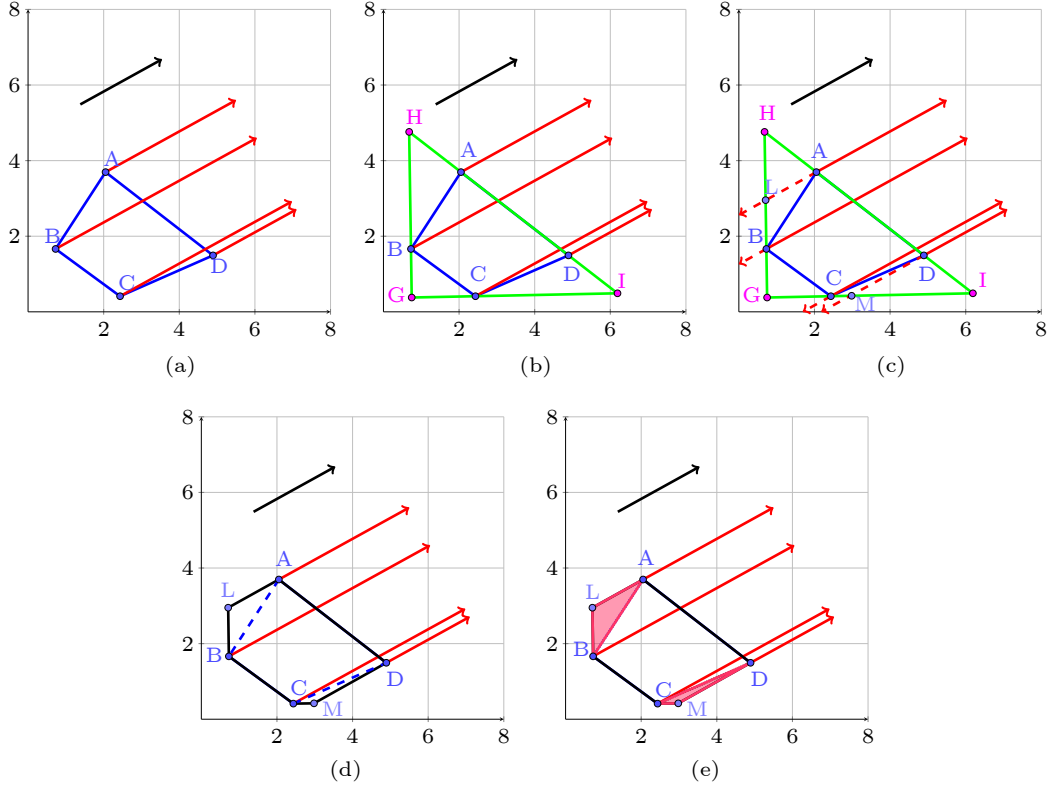 8 8 8
H H
6 6 6
A A A
4 4 4
L
B B B
2 2 2
C D C D C D
G I G M I
2 4 6 8 2 4 6 8 2 4 6 8
(a) (b) (c)
8 8
6 6
A A
4 4
L L
B B
2 2
C D C D
M M
2 4 6 8 2 4 6 8
(d) (e)